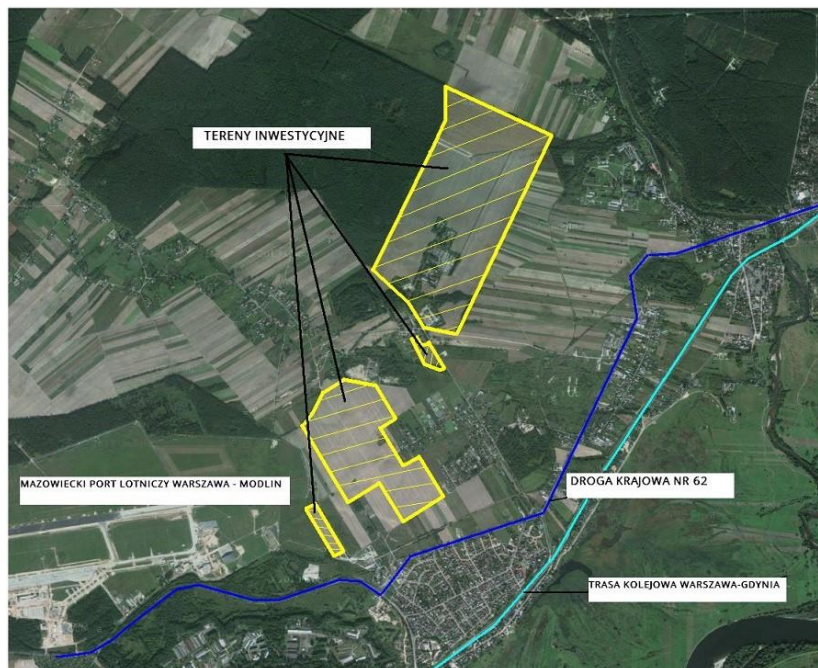 TERENY INWESTYCYJNE
MAZOWIECKI PORT LOTNICZY WARSZAWA - MODLIN
DROGA KRAJOWA NR 62
TRASA KOLEJOWA WARSZAWA-GDYNIA